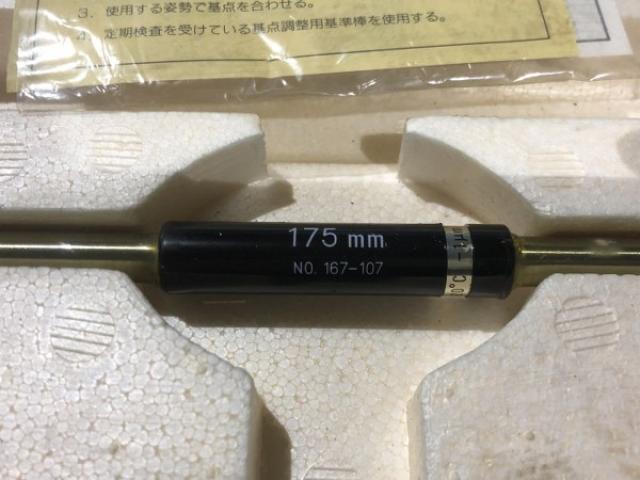 3. 使用する姿勢で基点を合わせる。
4. 定期検査を受けている基点調整用基準棒を使用する。
175 mm
NO. 167-107